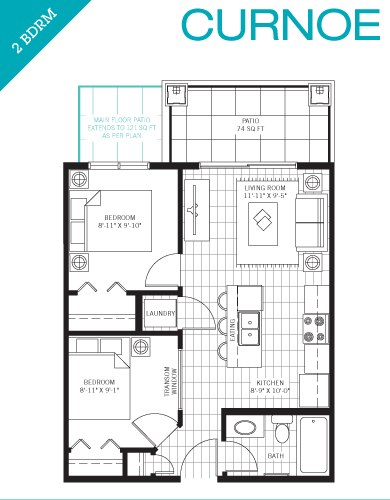 2 BDRM
CURNOE
MAIN FLOOR PATIO
EXTENDS TO 121 SQ FT
AS PER PLAN
PATIO
74 SQ FT
LIVING ROOM
11'-11" X 9'-5"
BEDROOM
8'-11" X 9'-10"
LAUNDRY
EATING
TRANSOM
WINDOW
BEDROOM
8'-11" X 9'-1"
KITCHEN
8'-9" X 10'-0"
BATH